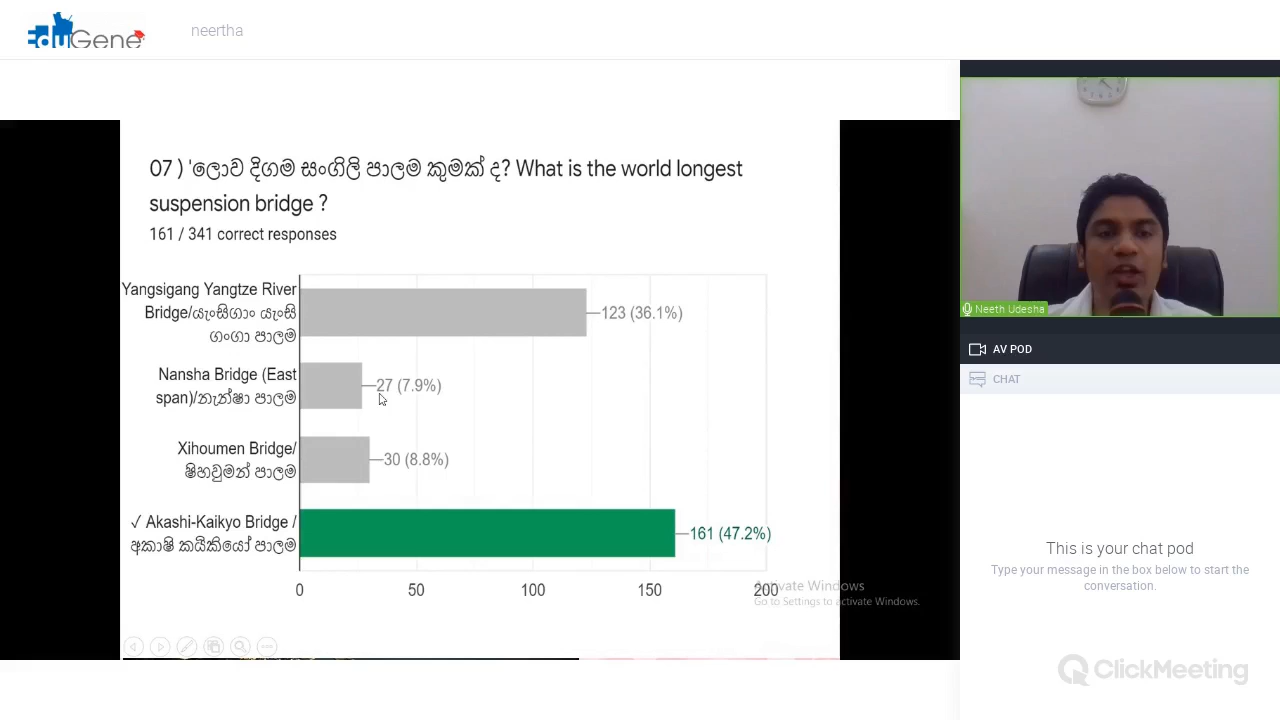 EduGene
neertha
07 ) 'ලොව දිගම සංගිලි පාලම කුමක් ද? What is the world longest
suspension bridge ?
161 / 341 correct responses
Yangsigang Yangtze River
Bridge/යැංසිගාං යැංසි
ගංගා පාලම
123 (36.1%)
Nansha Bridge (East
span)/නැන්ෂා පාලම
27 (7.9%)
Xihoumen Bridge/
ෂිහවුමන් පාලම
30 (8.8%)
✓ Akashi-Kaikyo Bridge /
අකාෂි කයිකියෝ පාලම
161 (47.2%)
0 50 100 150 200
Activate Windows
Go to Settings to activate Windows.
Neeth Udesha
AV POD
CHAT
This is your chat pod
Type your message in the box below to start the
conversation.
ClickMeeting